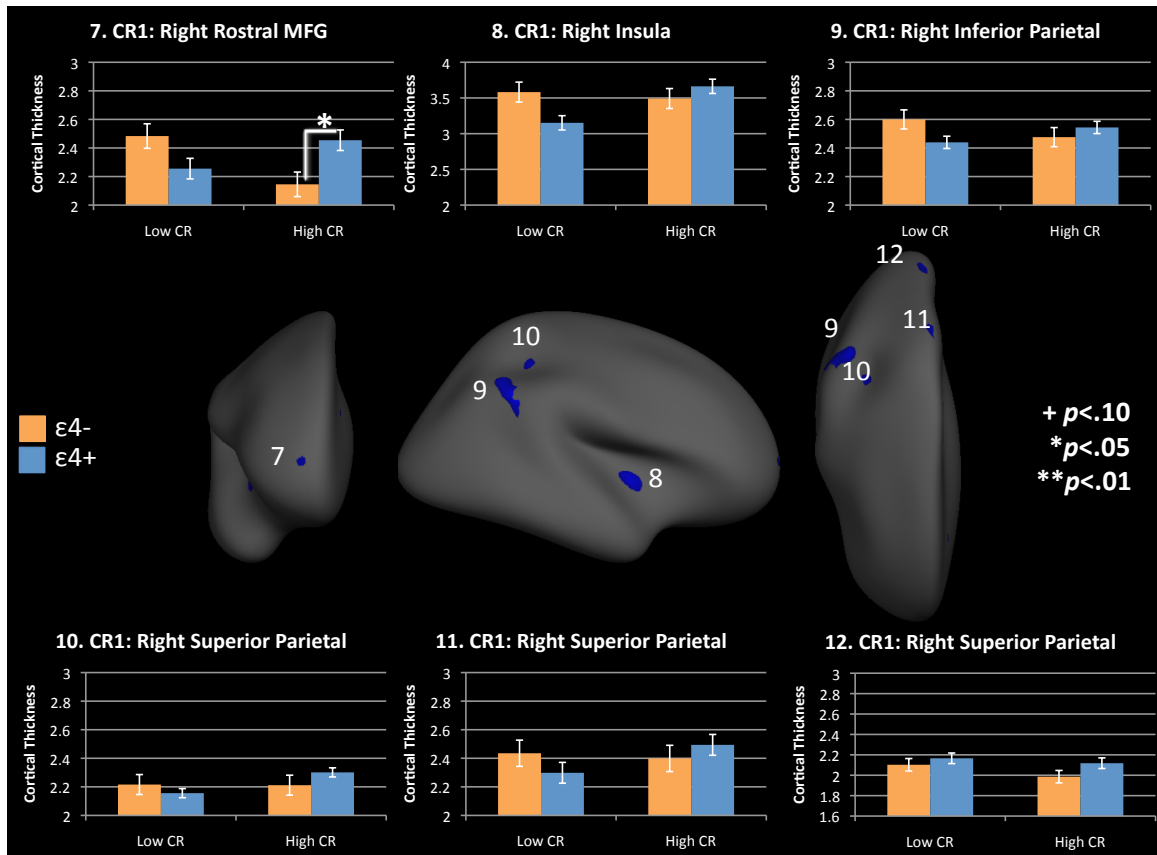 7. CR1: Right Rostral MFG
Cortical Thickness
3
2.8
2.6
2.4
2.2
2
*
Low CR
High CR
8. CR1: Right Insula
Cortical Thickness
4
3.5
3
2.5
2
Low CR
High CR
9. CR1: Right Inferior Parietal
Cortical Thickness
3
2.8
2.6
2.4
2.2
2
Low CR
High CR
ε4-
ε4+
7
10
9
8
12
11
9
10
+ p<.10
*p<.05
**p<.01
10. CR1: Right Superior Parietal
Cortical Thickness
3
2.8
2.6
2.4
2.2
2
Low CR
High CR
11. CR1: Right Superior Parietal
Cortical Thickness
3
2.8
2.6
2.4
2.2
2
Low CR
High CR
12. CR1: Right Superior Parietal
Cortical Thickness
3
2.8
2.6
2.4
2.2
2
1.8
1.6
Low CR
High CR